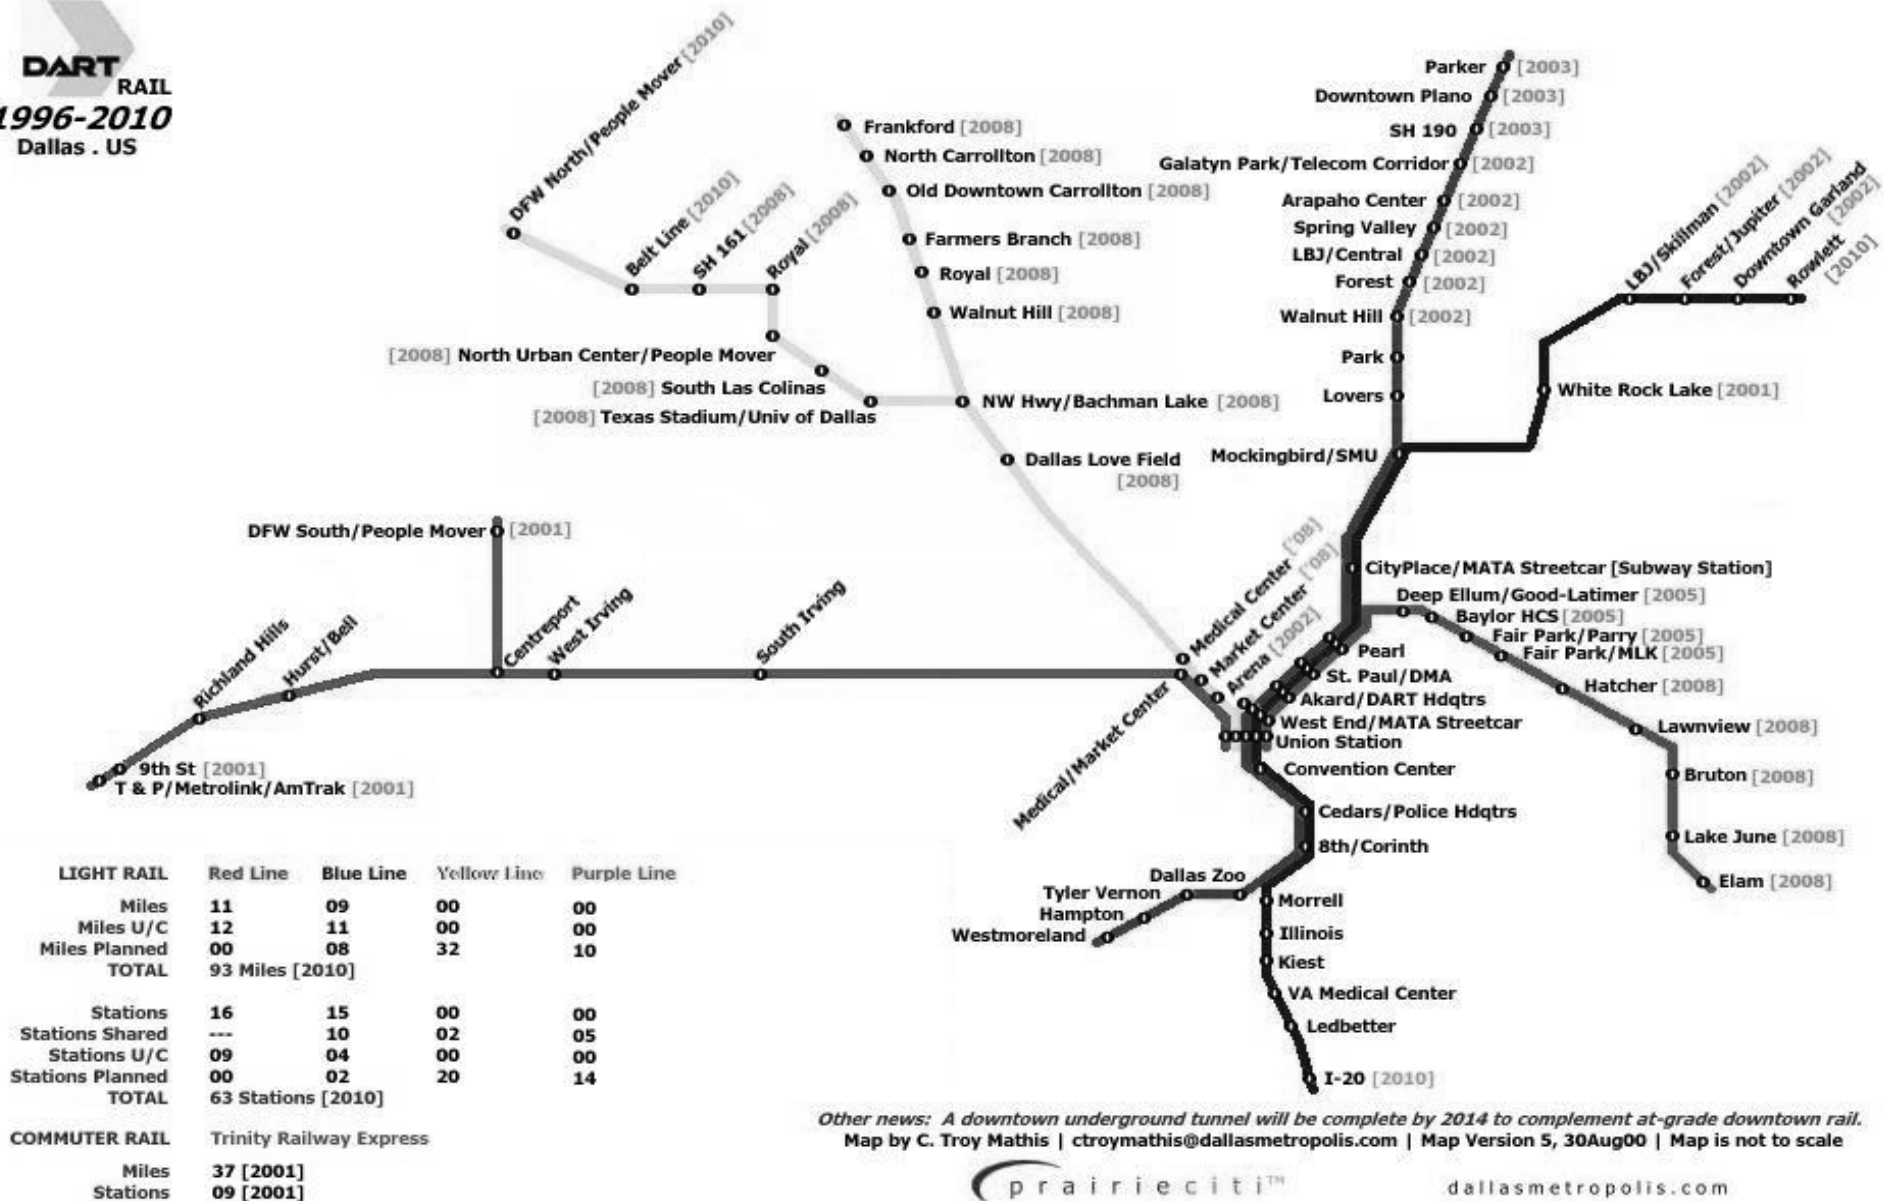 DART
RAIL
1996-2010
Dallas . US
DFW North/People Mover [2010]
Belt Line [2010]
SH 161 [2008]
Royal [2008]
[2008] North Urban Center/People Mover
[2008] South Las Colinas
[2008] Texas Stadium/Univ of Dallas
Frankford [2008]
North Carrollton [2008]
Old Downtown Carrollton [2008]
Farmers Branch [2008]
Royal [2008]
Walnut Hill [2008]
NW Hwy/Bachman Lake [2008]
Dallas Love Field
[2008]
Parker [2003]
Downtown Plano [2003]
SH 190 [2003]
Galatyn Park/Telecom Corridor [2002]
Arapaho Center [2002]
Spring Valley [2002]
LBJ/Central [2002]
Forest [2002]
Walnut Hill [2002]
Park
Lovers
Mockingbird/SMU
LBJ/Skillman [2002]
Forest/Jupiter [2002]
Downtown Garland
[2002]
Rowlett
[2010]
White Rock Lake [2001]
DFW South/People Mover [2001]
Richland Hills
Hurst/Bell
Centreport
West Irving
South Irving
9th St [2001]
T & P/Metrolink/AmTrak [2001]
Medical Center ['08]
Market Center ['08]
Arena [2002]
Medical/Market Center
CityPlace/MATA Streetcar [Subway Station]
Deep Ellum/Good-Latimer [2005]
Baylor HCS [2005]
Fair Park/Parry [2005]
Fair Park/MLK [2005]
Hatcher [2008]
Lawnview [2008]
Bruton [2008]
Lake June [2008]
Elam [2008]
Pearl
St. Paul/DMA
Akard/DART Hdqtrs
West End/MATA Streetcar
Union Station
Convention Center
Cedars/Police Hdqtrs
8th/Corinth
Dallas Zoo
Tyler Vernon
Hampton
Westmoreland
Morrell
Illinois
Kiest
VA Medical Center
Ledbetter
I-20 [2010]
LIGHT RAIL Red Line Blue Line Yellow Line Purple Line
Miles 11 09 00 00
Miles U/C 12 11 00 00
Miles Planned 00 08 32 10
TOTAL 93 Miles [2010]
Stations 16 15 00 00
Stations Shared --- 10 02 05
Stations U/C 09 04 00 00
Stations Planned 00 02 20 14
TOTAL 63 Stations [2010]
COMMUTER RAIL Trinity Railway Express
Miles 37 [2001]
Stations 09 [2001]
Other news: A downtown underground tunnel will be complete by 2014 to complement at-grade downtown rail.
Map by C. Troy Mathis | ctroymathis@dallasmetropolis.com | Map Version 5, 30Aug00 | Map is not to scale
prairieciti™
dallasmetropolis.com